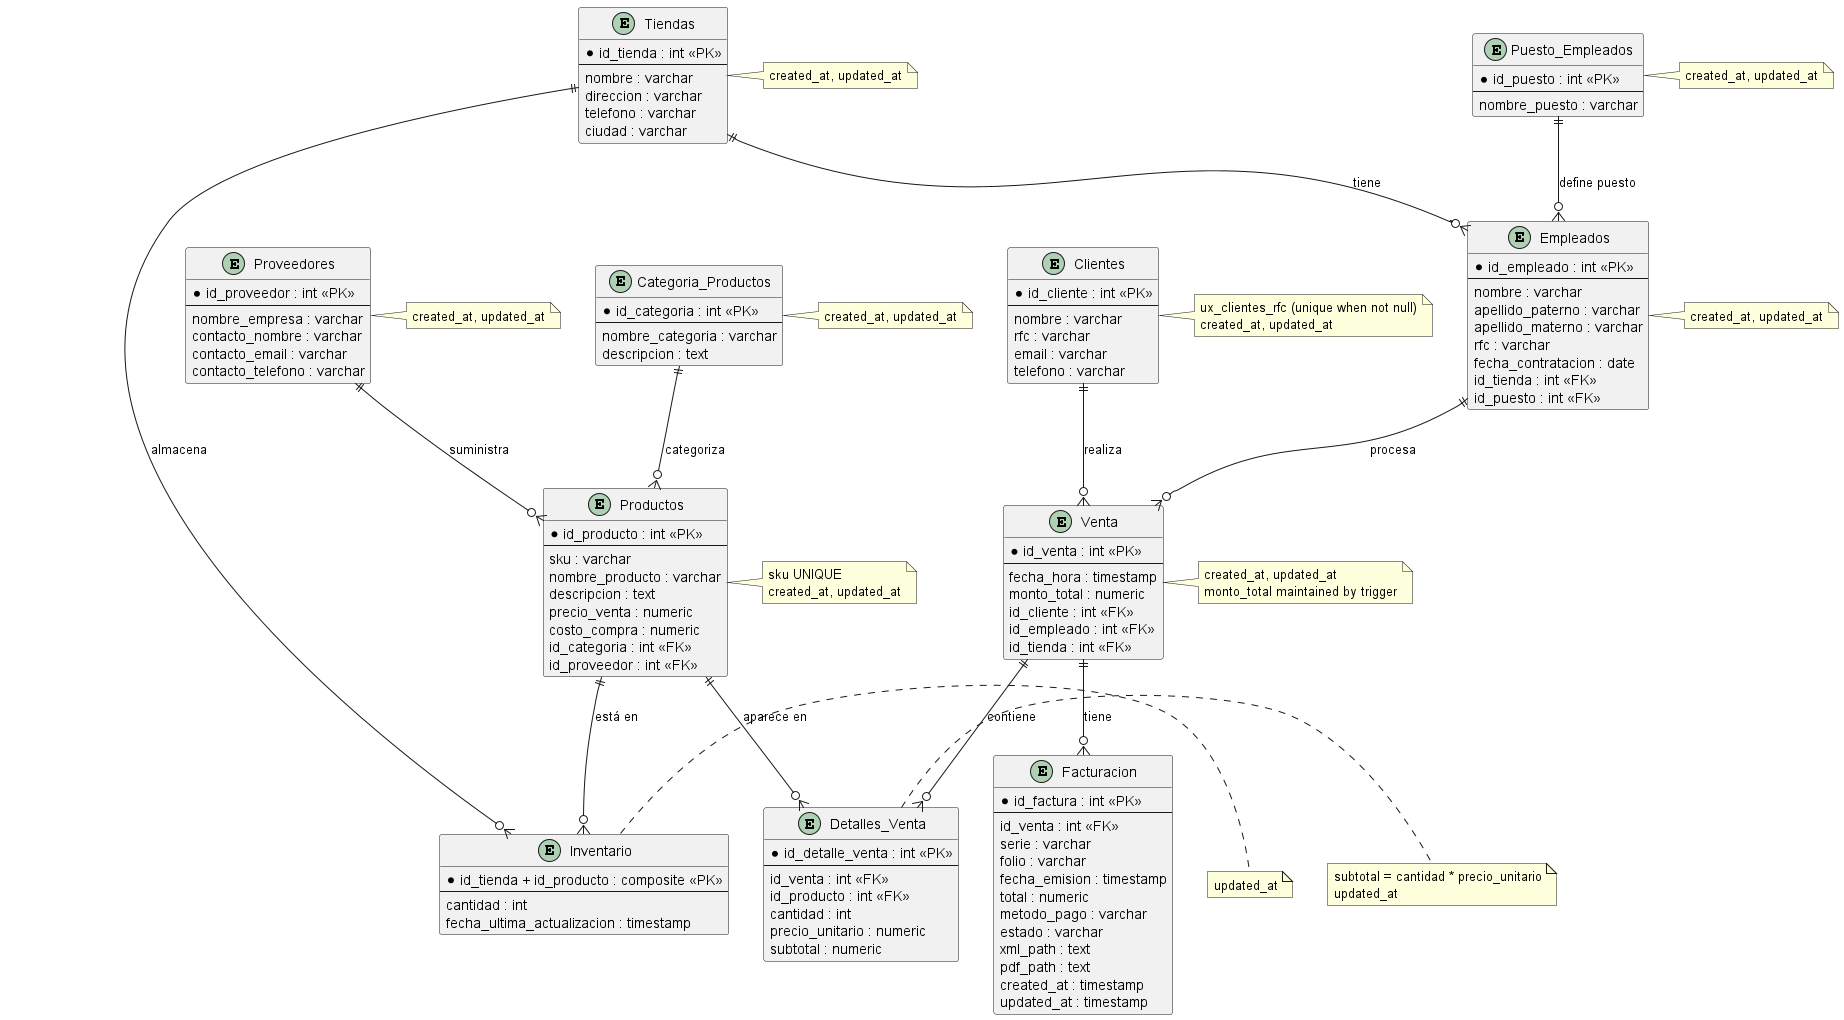 E Tiendas
* id_tienda : int «PK»
nombre : varchar
direccion : varchar
telefono : varchar
ciudad : varchar
created_at, updated_at
E Puesto_Empleados
* id_puesto : int «PK»
nombre_puesto : varchar
created_at, updated_at
tiene
define puesto
E Proveedores
* id_proveedor : int «PK»
nombre_empresa : varchar
contacto_nombre : varchar
contacto_email : varchar
contacto_telefono : varchar
created_at, updated_at
E Categoria_Productos
* id_categoria : int «PK»
nombre_categoria : varchar
descripcion : text
created_at, updated_at
E Clientes
* id_cliente : int «PK»
nombre : varchar
rfc : varchar
email : varchar
telefono : varchar
ux_clientes_rfc (unique when not null)
created_at, updated_at
E Empleados
* id_empleado : int «PK»
nombre : varchar
apellido_paterno : varchar
apellido_materno : varchar
rfc : varchar
fecha_contratacion : date
id_tienda : int «FK»
id_puesto : int «FK»
created_at, updated_at
almacena
suministra
categoriza
realiza
procesa
E Productos
* id_producto : int «PK»
sku : varchar
nombre_producto : varchar
descripcion : text
precio_venta : numeric
costo_compra : numeric
id_categoria : int «FK»
id_proveedor : int «FK»
sku UNIQUE
created_at, updated_at
E Venta
* id_venta : int «PK»
fecha_hora : timestamp
monto_total : numeric
id_cliente : int «FK»
id_empleado : int «FK»
id_tienda : int «FK»
created_at, updated_at
monto_total maintained by trigger
está en
aparece en
contiene
tiene
E Inventario
* id_tienda + id_producto : composite «PK»
cantidad : int
fecha_ultima_actualizacion : timestamp
E Detalles_Venta
* id_detalle_venta : int «PK»
id_venta : int «FK»
id_producto : int «FK»
cantidad : int
precio_unitario : numeric
subtotal : numeric
E Facturacion
* id_factura : int «PK»
id_venta : int «FK»
serie : varchar
folio : varchar
fecha_emision : timestamp
total : numeric
metodo_pago : varchar
estado : varchar
xml_path : text
pdf_path : text
created_at : timestamp
updated_at : timestamp
updated_at
subtotal = cantidad * precio_unitario
updated_at